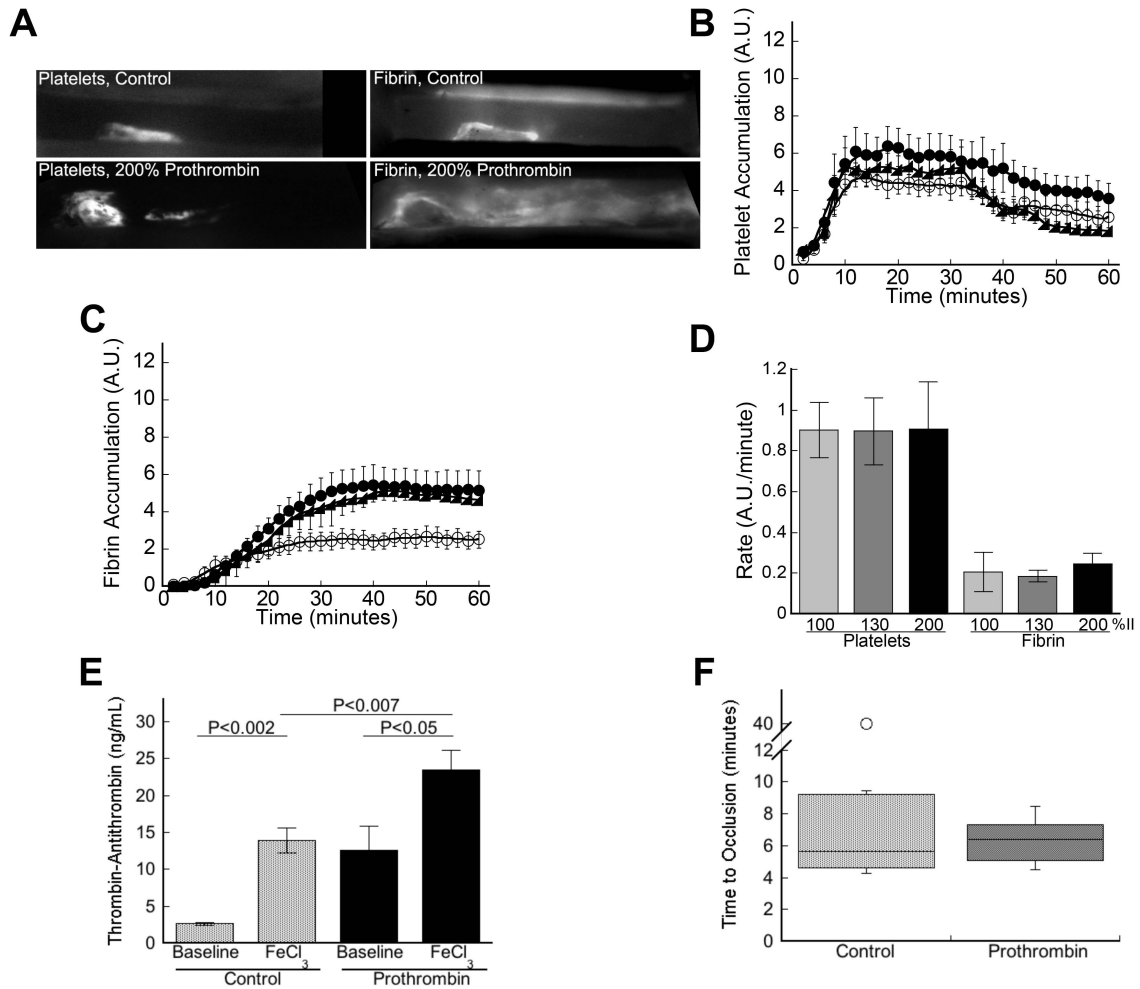 A
Platelets, Control
Fibrin, Control
Platelets, 200% Prothrombin
Fibrin, 200% Prothrombin
B
Platelet Accumulation (A.U.)
12
10
8
6
4
2
0
0 10 20 30 40 50 60
Time (minutes)
C
Fibrin Accumulation (A.U.)
12
10
8
6
4
2
0
0 10 20 30 40 50 60
Time (minutes)
D
Rate (A.U./minute)
1.2
1
0.8
0.6
0.4
0.2
0
100 130 200 100 130 200 %II
Platelets Fibrin
E
Thrombin-Antithrombin (ng/mL)
30
25
20
15
10
5
0
P<0.007
P<0.002 P<0.05
Baseline FeCl3 Baseline FeCl3
Control Prothrombin
F
Time to Occlusion (minutes)
40
12
10
8
6
4
2
0
Control Prothrombin